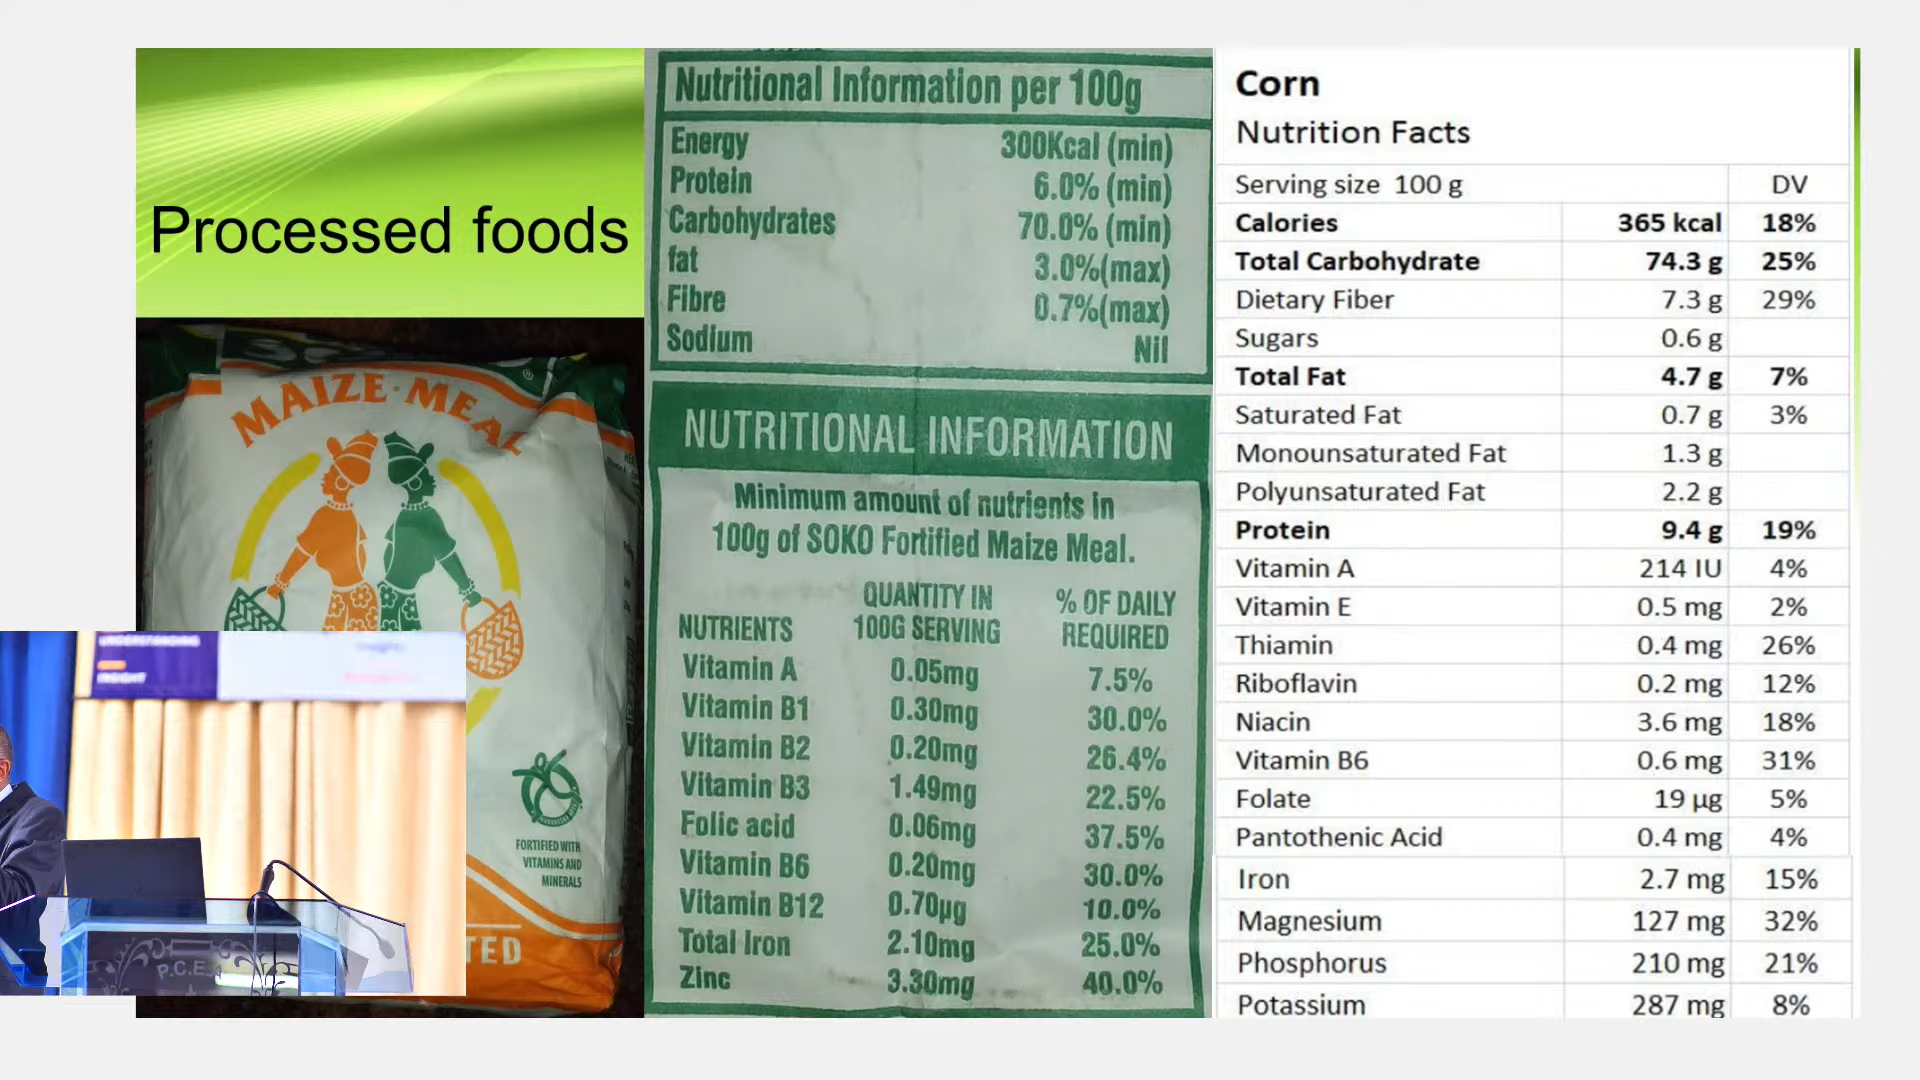 Processed foods
MAIZE·MEAL
®
FORTIFIED WITH
VITAMINS AND
MINERALS
TED
UNDERSTANDING
INSIGHT
P.C.E.A
Nutritional Information per 100g
Energy 300Kcal (min)
Protein 6.0% (min)
Carbohydrates 70.0% (min)
fat 3.0%(max)
Fibre 0.7%(max)
Sodium Nil
NUTRITIONAL INFORMATION
Minimum amount of nutrients in
100g of SOKO Fortified Maize Meal.
NUTRIENTS QUANTITY IN 100G SERVING % OF DAILY REQUIRED
Vitamin A 0.05mg 7.5%
Vitamin B1 0.30mg 30.0%
Vitamin B2 0.20mg 26.4%
Vitamin B3 1.49mg 22.5%
Folic acid 0.06mg 37.5%
Vitamin B6 0.20mg 30.0%
Vitamin B12 0.70µg 10.0%
Total Iron 2.10mg 25.0%
Zinc 3.30mg 40.0%
Corn
Nutrition Facts
Serving size 100 g DV
Calories 365 kcal 18%
Total Carbohydrate 74.3 g 25%
Dietary Fiber 7.3 g 29%
Sugars 0.6 g
Total Fat 4.7 g 7%
Saturated Fat 0.7 g 3%
Monounsaturated Fat 1.3 g
Polyunsaturated Fat 2.2 g
Protein 9.4 g 19%
Vitamin A 214 IU 4%
Vitamin E 0.5 mg 2%
Thiamin 0.4 mg 26%
Riboflavin 0.2 mg 12%
Niacin 3.6 mg 18%
Vitamin B6 0.6 mg 31%
Folate 19 µg 5%
Pantothenic Acid 0.4 mg 4%
Iron 2.7 mg 15%
Magnesium 127 mg 32%
Phosphorus 210 mg 21%
Potassium 287 mg 8%